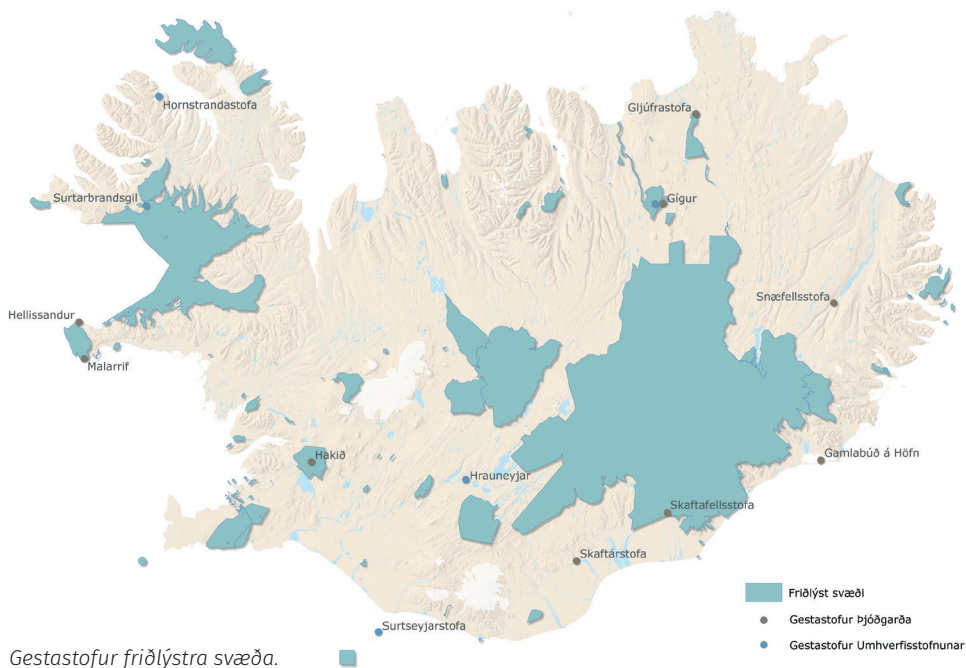 Hornstrandastofa
Gljúfrastofa
Surtarbrandsgil
Gígur
Snæfellsstofa
Hellissandur
Malarrif
Hakið
Gamlabúð á Höfn
Hrauneyjar
Skaftafellsstofa
Skaftárstofa
Friðlýst svæði
Gestastofur Þjóðgarða
Surtseyjarstofa
Gestastofur Umhverfisstofnunar
Gestastofur friðlýstra svæða.